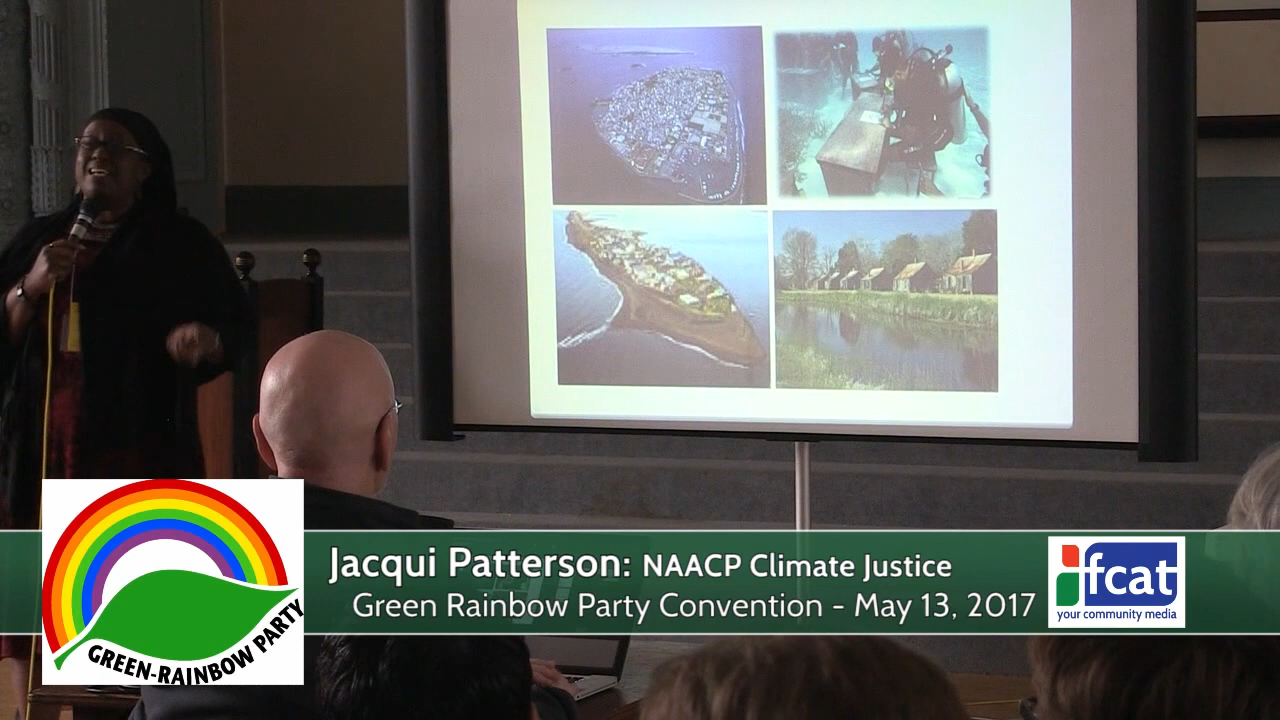 Jacqui Patterson: NAACP Climate Justice
Green Rainbow Party Convention - May 13, 2017
GREEN-RAINBOW PARTY
fcat
your community media